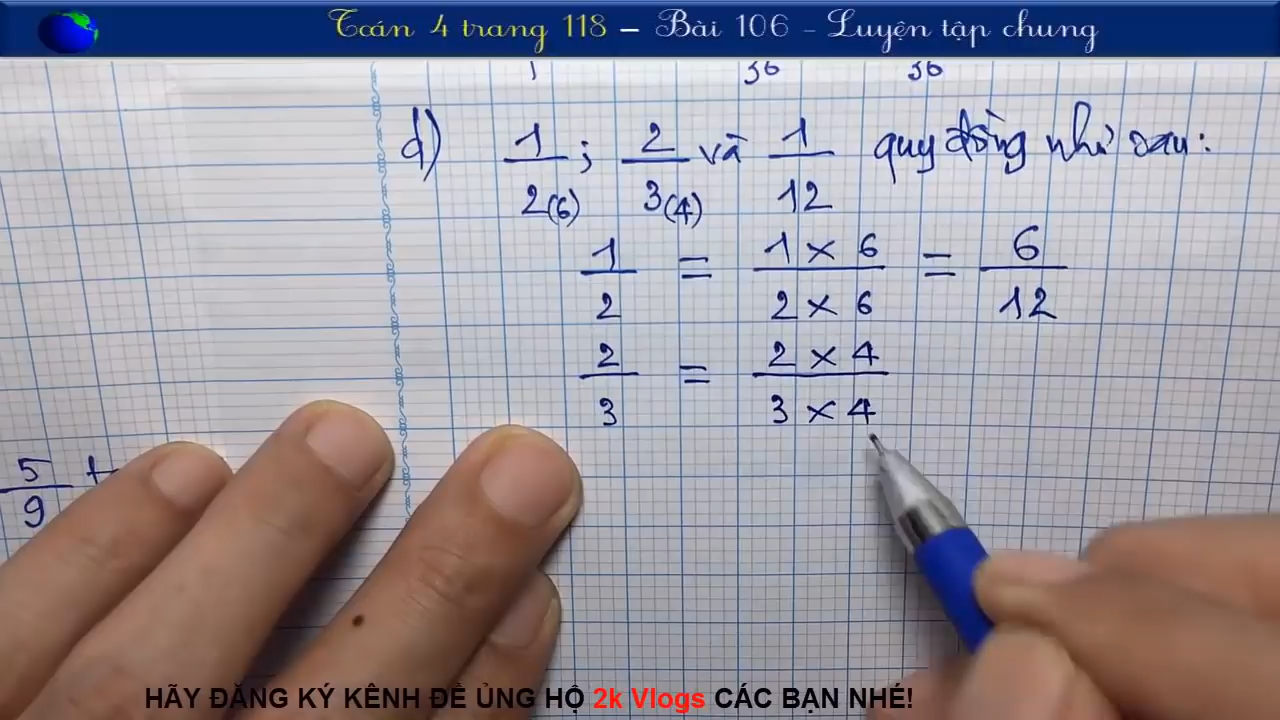 Toán 4 trang 118 – Bài 106 - Luyện tập chung
36 36
d) 1/2(6) ; 2/3(4) và 1/12 quy đồng như sau:
1/2 = 1 × 6/2 × 6 = 6/12
2/3 = 2 × 4/3 × 4
5/9 +
HÃY ĐĂNG KÝ KÊNH ĐỀ ỦNG HỘ 2k Vlogs CÁC BẠN NHÉ!